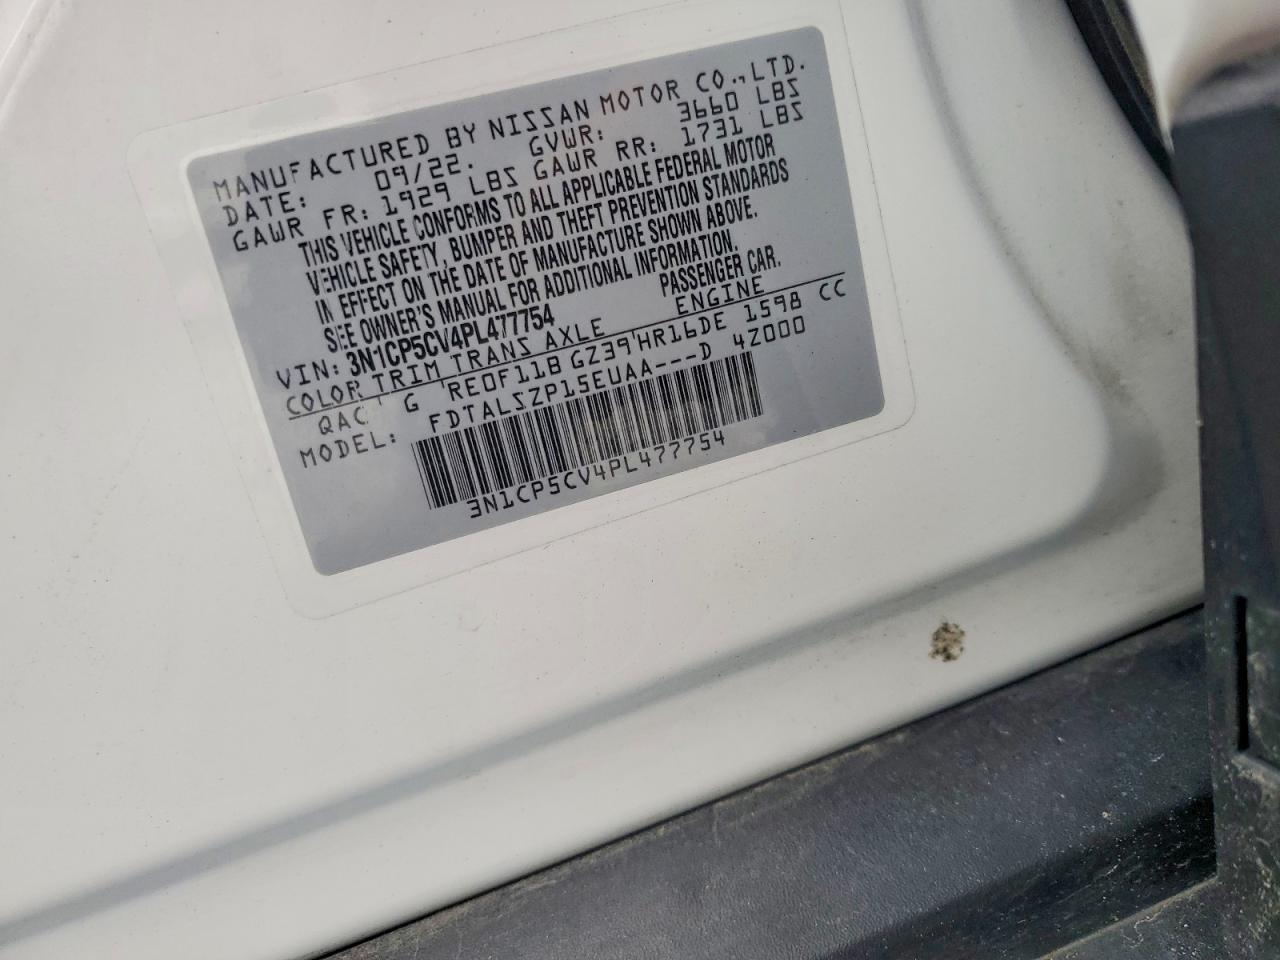 MANUFACTURED BY NISSAN MOTOR CO.,LTD.
DATE: 09/22. GVWR: 3660 LBS
GAWR FR: 1929 LBS GAWR RR: 1731 LBS
THIS VEHICLE CONFORMS TO ALL APPLICABLE FEDERAL MOTOR
VEHICLE SAFETY, BUMPER AND THEFT PREVENTION STANDARDS
IN EFFECT ON THE DATE OF MANUFACTURE SHOWN ABOVE.
SEE OWNER'S MANUAL FOR ADDITIONAL INFORMATION.
VIN: 3N1CP5CV4PL477754 PASSENGER CAR.
COLOR TRIM TRANS AXLE ENGINE
QAC G RE0F11B GZ39 HR16DE 1598 CC
MODEL: FDTALSZP15EUAA---D 4Z000
3N1CP5CV4PL477754